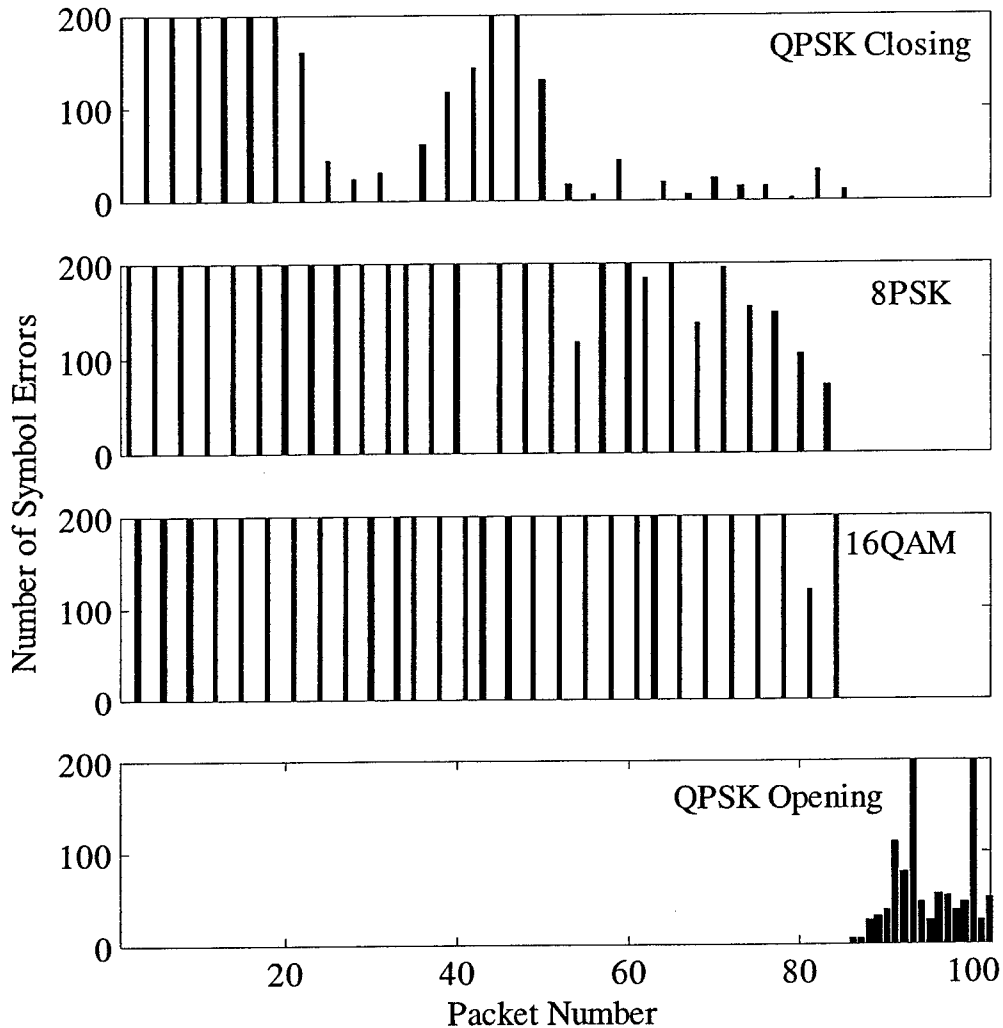 200
QPSK Closing
100
0
200
8PSK
100
0
Number of Symbol Errors
200
16QAM
100
0
200
QPSK Opening
100
0
20
40
60
80
100
Packet Number